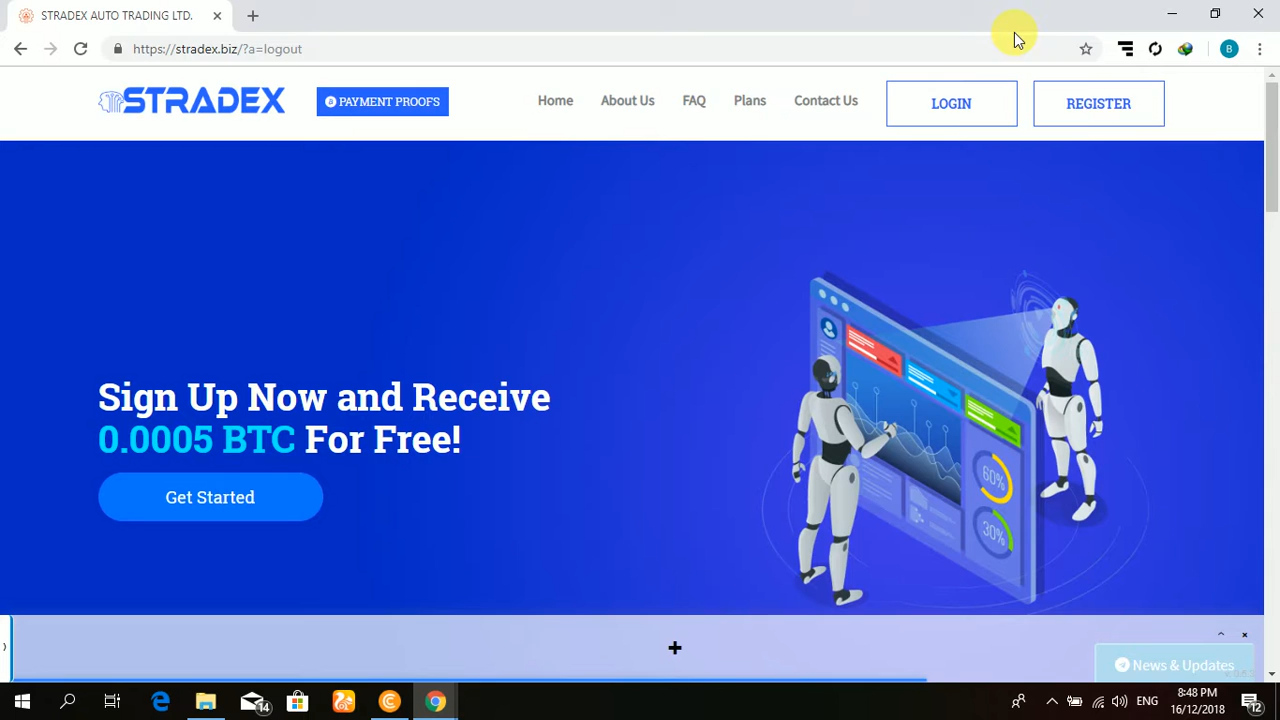 STRADEX AUTO TRADING LTD.
https://stradex.biz/?a=logout
B
STRADEX
PAYMENT PROOFS
Home
About Us
FAQ
Plans
Contact Us
LOGIN
REGISTER
Sign Up Now and Receive
0.0005 BTC For Free!
Get Started
60%
30%
News & Updates
14
ENG
8:48 PM
16/12/2018
12